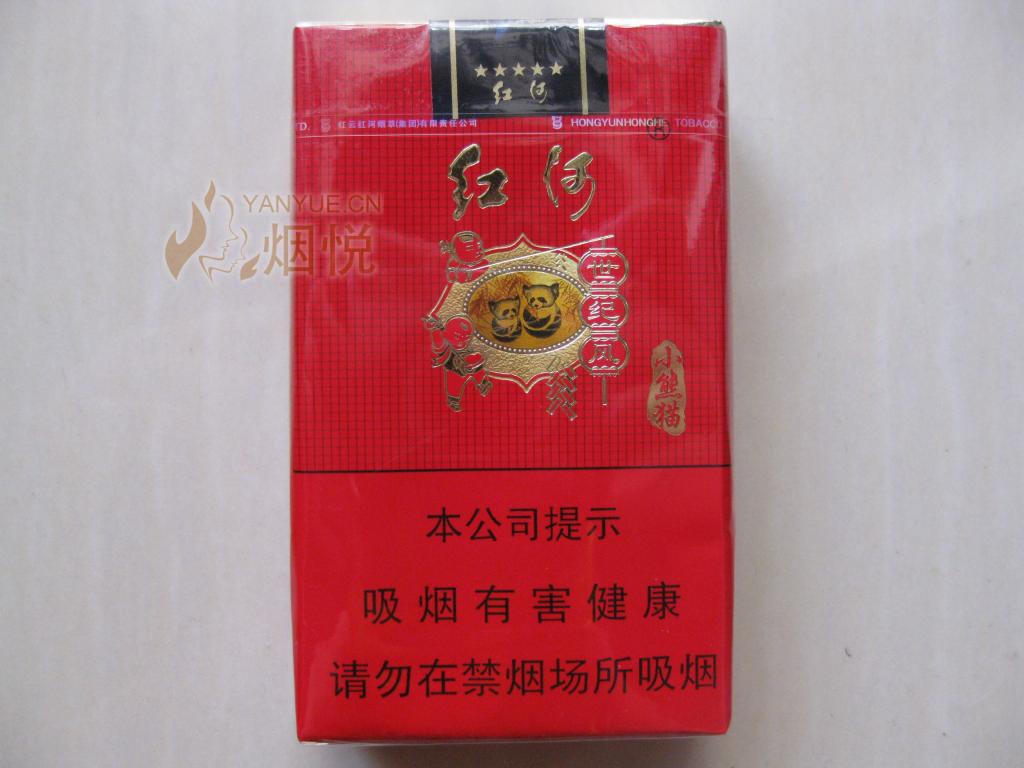 ★★★★★
红河
TD. 红云红河烟草(集团)有限责任公司 HONGYUNHONGHE TOBACCO
红河
YANYUE.CN
烟悦
世纪风
小熊猫
本公司提示
吸烟有害健康
请勿在禁烟场所吸烟